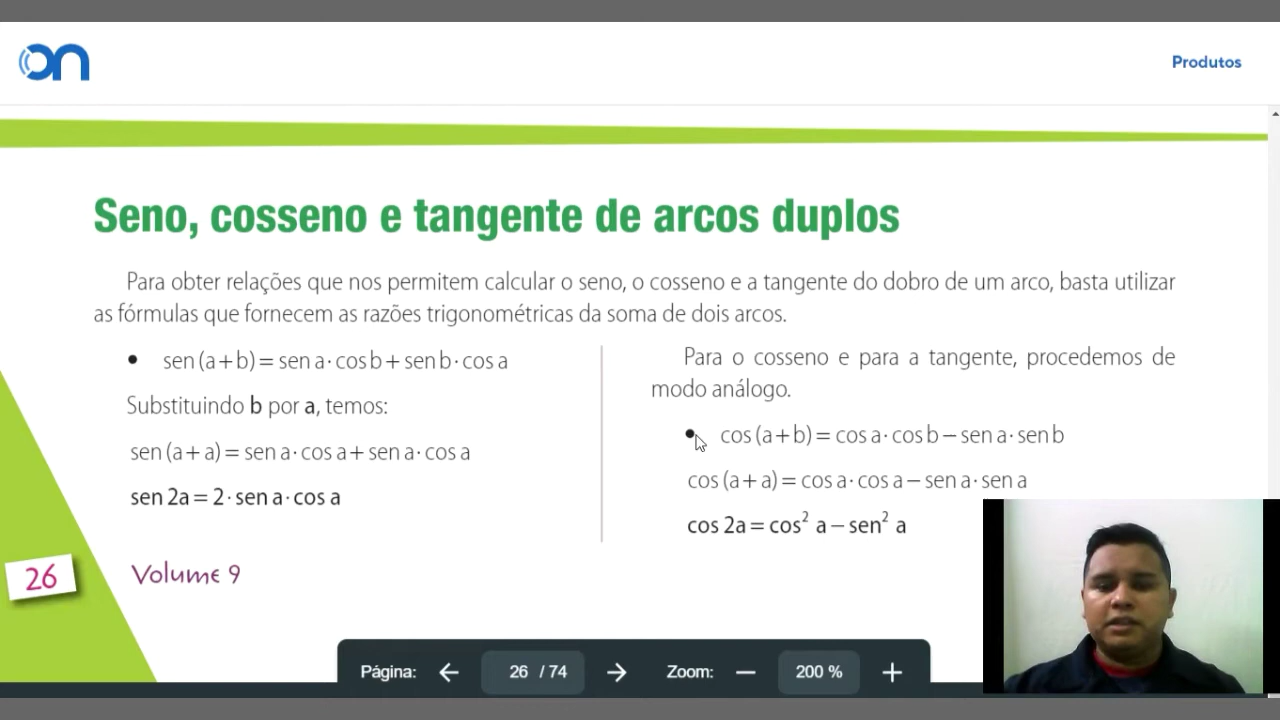 on
Produtos
Seno, cosseno e tangente de arcos duplos
Para obter relações que nos permitem calcular o seno, o cosseno e a tangente do dobro de um arco, basta utilizar
as fórmulas que fornecem as razões trigonométricas da soma de dois arcos.
• sen (a + b) = sen a · cos b + sen b · cos a
Substituindo b por a, temos:
sen (a + a) = sen a · cos a + sen a · cos a
sen 2a = 2 · sen a · cos a
Para o cosseno e para a tangente, procedemos de
modo análogo.
• cos (a + b) = cos a · cos b – sen a · sen b
cos (a + a) = cos a · cos a – sen a · sen a
cos 2a = cos² a – sen² a
26
Volume 9
Página: 26 / 74 Zoom: 200 %